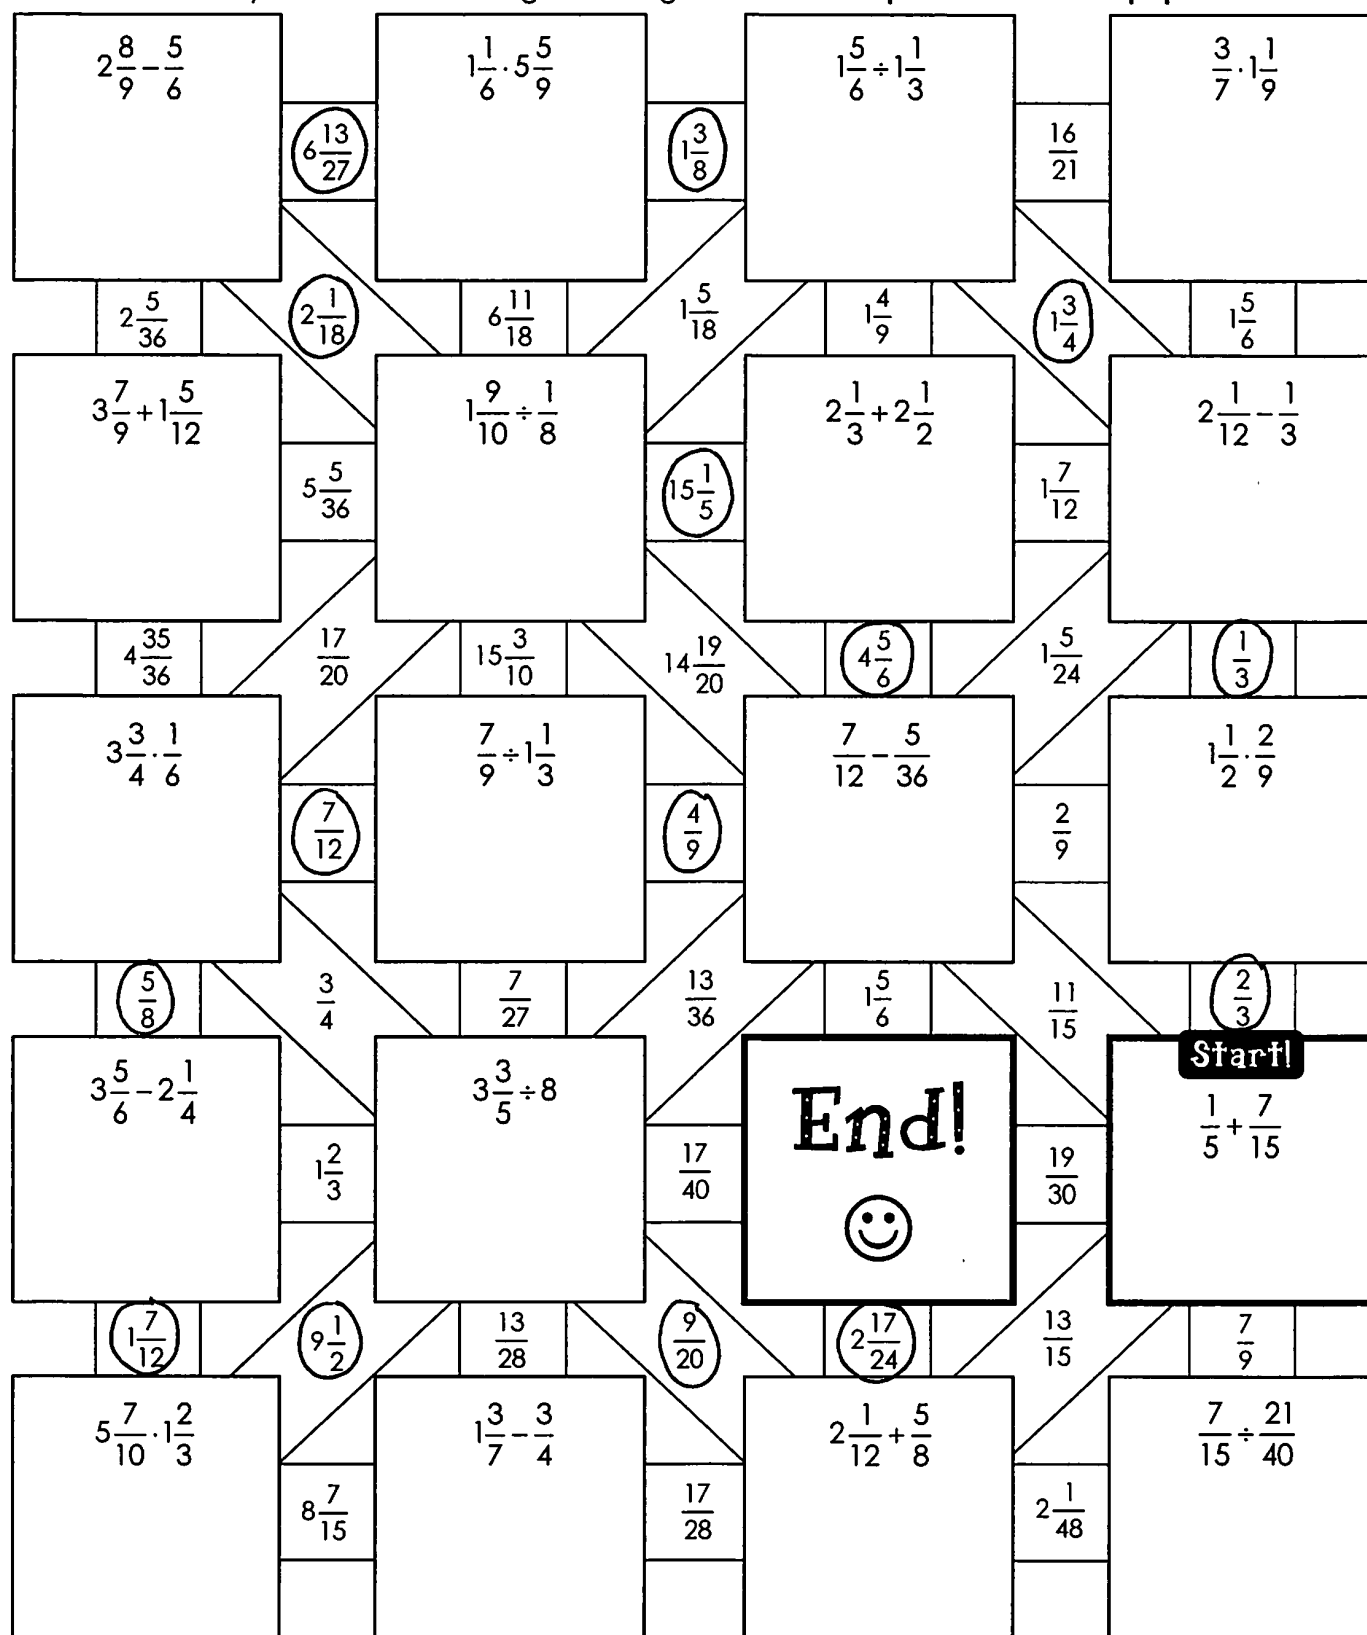 2 8/9 − 5/6
1 1/6 · 5 5/9
1 5/6 ÷ 1 1/3
3/7 · 1 1/9
6 13/27
1 3/8
16/21
2 5/36
2 1/18
6 11/18
1 5/18
1 4/9
1 3/4
1 5/6
3 7/9 + 1 5/12
1 9/10 ÷ 1/8
2 1/3 + 2 1/2
2 1/12 − 1/3
5 5/36
15 1/5
1 7/12
4 35/36
17/20
15 3/10
14 19/20
4 5/6
1 5/24
1/3
3 3/4 · 1/6
7/9 ÷ 1 1/3
7/12 − 5/36
1 1/2 · 2/9
7/12
4/9
2/9
5/8
3/4
7/27
13/36
1 5/6
11/15
2/3
Start!
3 5/6 − 2 1/4
3 3/5 ÷ 8
End!
1/5 + 7/15
1 2/3
17/40
19/30
1 7/12
9 1/2
13/28
9/20
2 17/24
13/15
7/9
5 7/10 · 1 2/3
1 3/7 − 3/4
2 1/12 + 5/8
7/15 ÷ 21/40
8 7/15
17/28
2 1/48